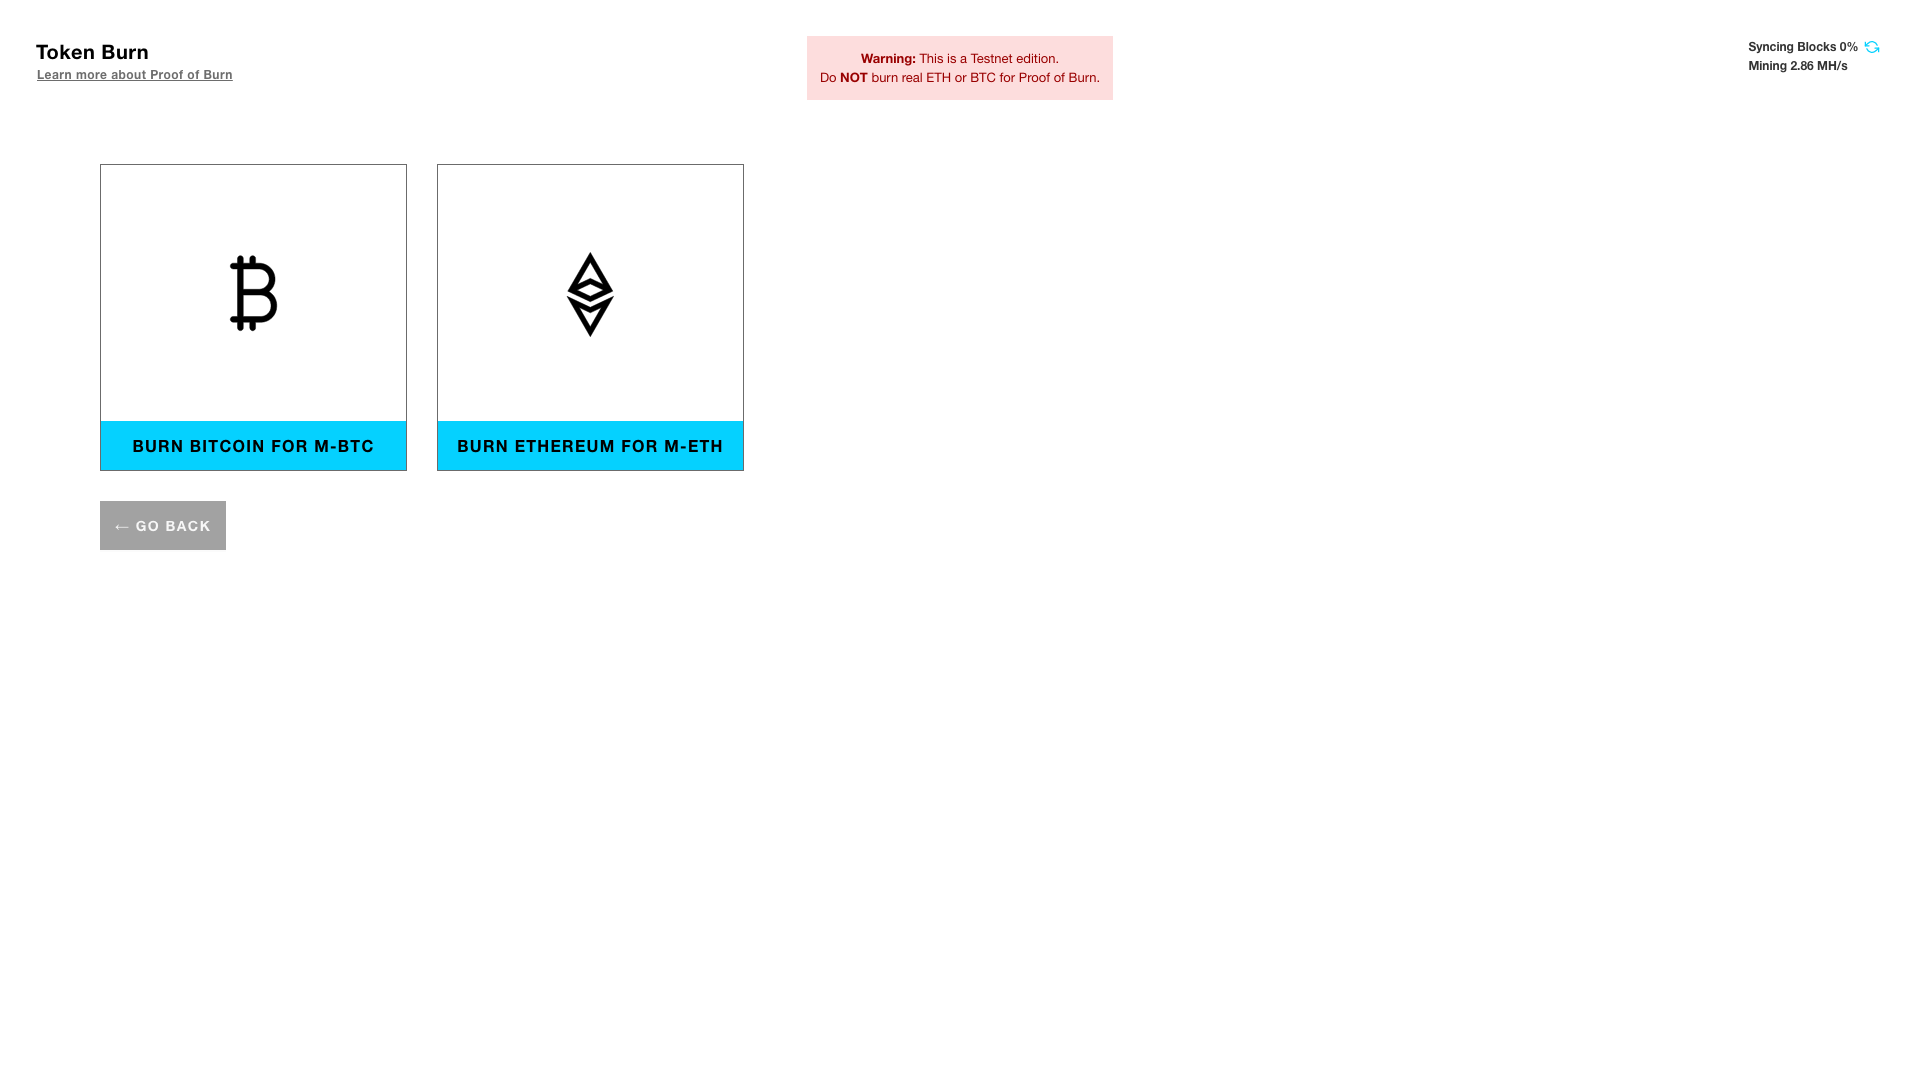 Token Burn
Learn more about Proof of Burn
Warning: This is a Testnet edition.
Do NOT burn real ETH or BTC for Proof of Burn.
Syncing Blocks 0%
Mining 2.86 MH/s
BURN BITCOIN FOR M-BTC
BURN ETHEREUM FOR M-ETH
← GO BACK